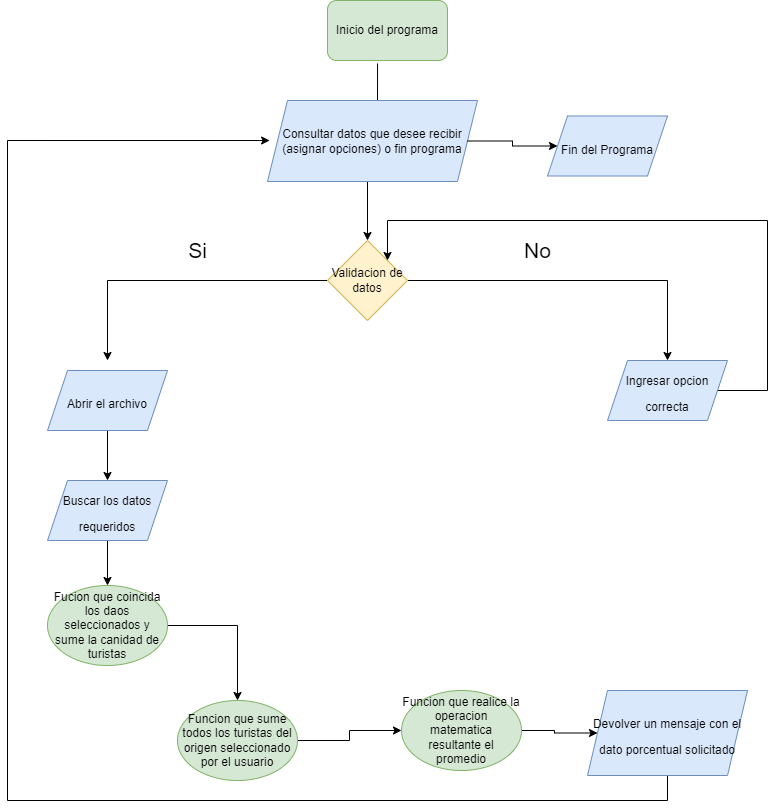 Inicio del programa
Consultar datos que desee recibir
(asignar opciones) o fin programa
Fin del Programa
Si
No
Validacion de
datos
Ingresar opcion
correcta
Abrir el archivo
Buscar los datos
requeridos
Fucion que coincida
los daos
seleccionados y
sume la canidad de
turistas
Funcion que sume
todos los turistas del
origen seleccionado
por el usuario
Funcion que realice la
operacion
matematica
resultante el
promedio
Devolver un mensaje con el
dato porcentual solicitado